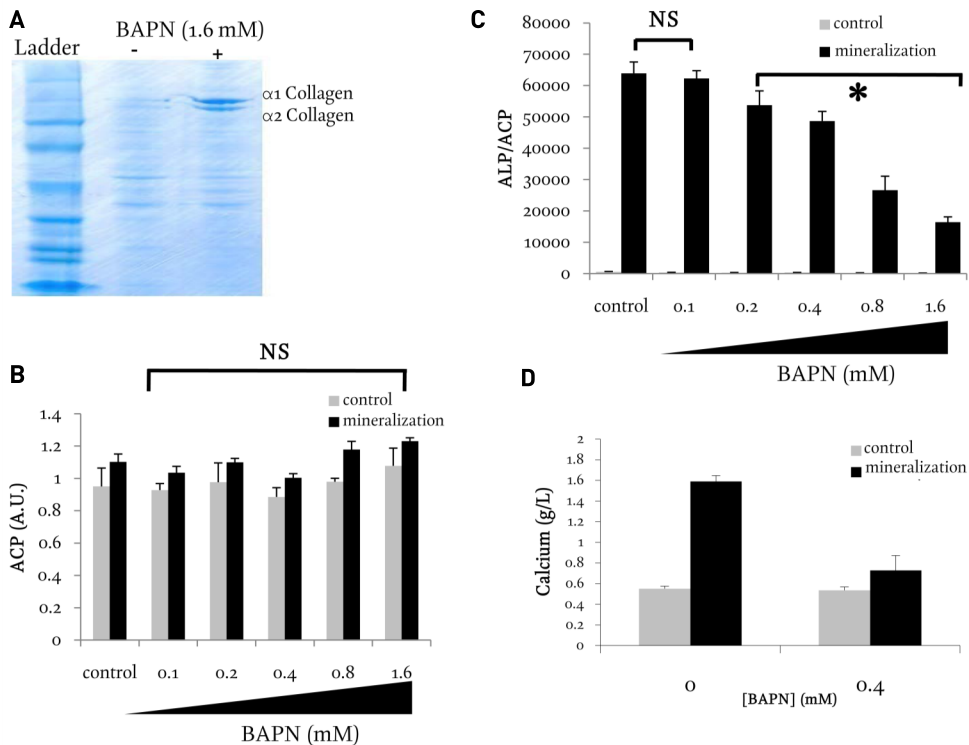 A
BAPN (1.6 mM)
Ladder - +
α1 Collagen
α2 Collagen
B
NS
control
mineralization
ACP (A.U.)
1.4
1.2
1
0.8
0.6
0.4
0.2
0
control 0.1 0.2 0.4 0.8 1.6
BAPN (mM)
C
NS
control
mineralization
*
ALP/ACP
80000
70000
60000
50000
40000
30000
20000
10000
0
control 0.1 0.2 0.4 0.8 1.6
BAPN (mM)
D
control
mineralization
Calcium (g/L)
2
1.8
1.6
1.4
1.2
1
0.8
0.6
0.4
0.2
0
0 0.4
[BAPN] (mM)